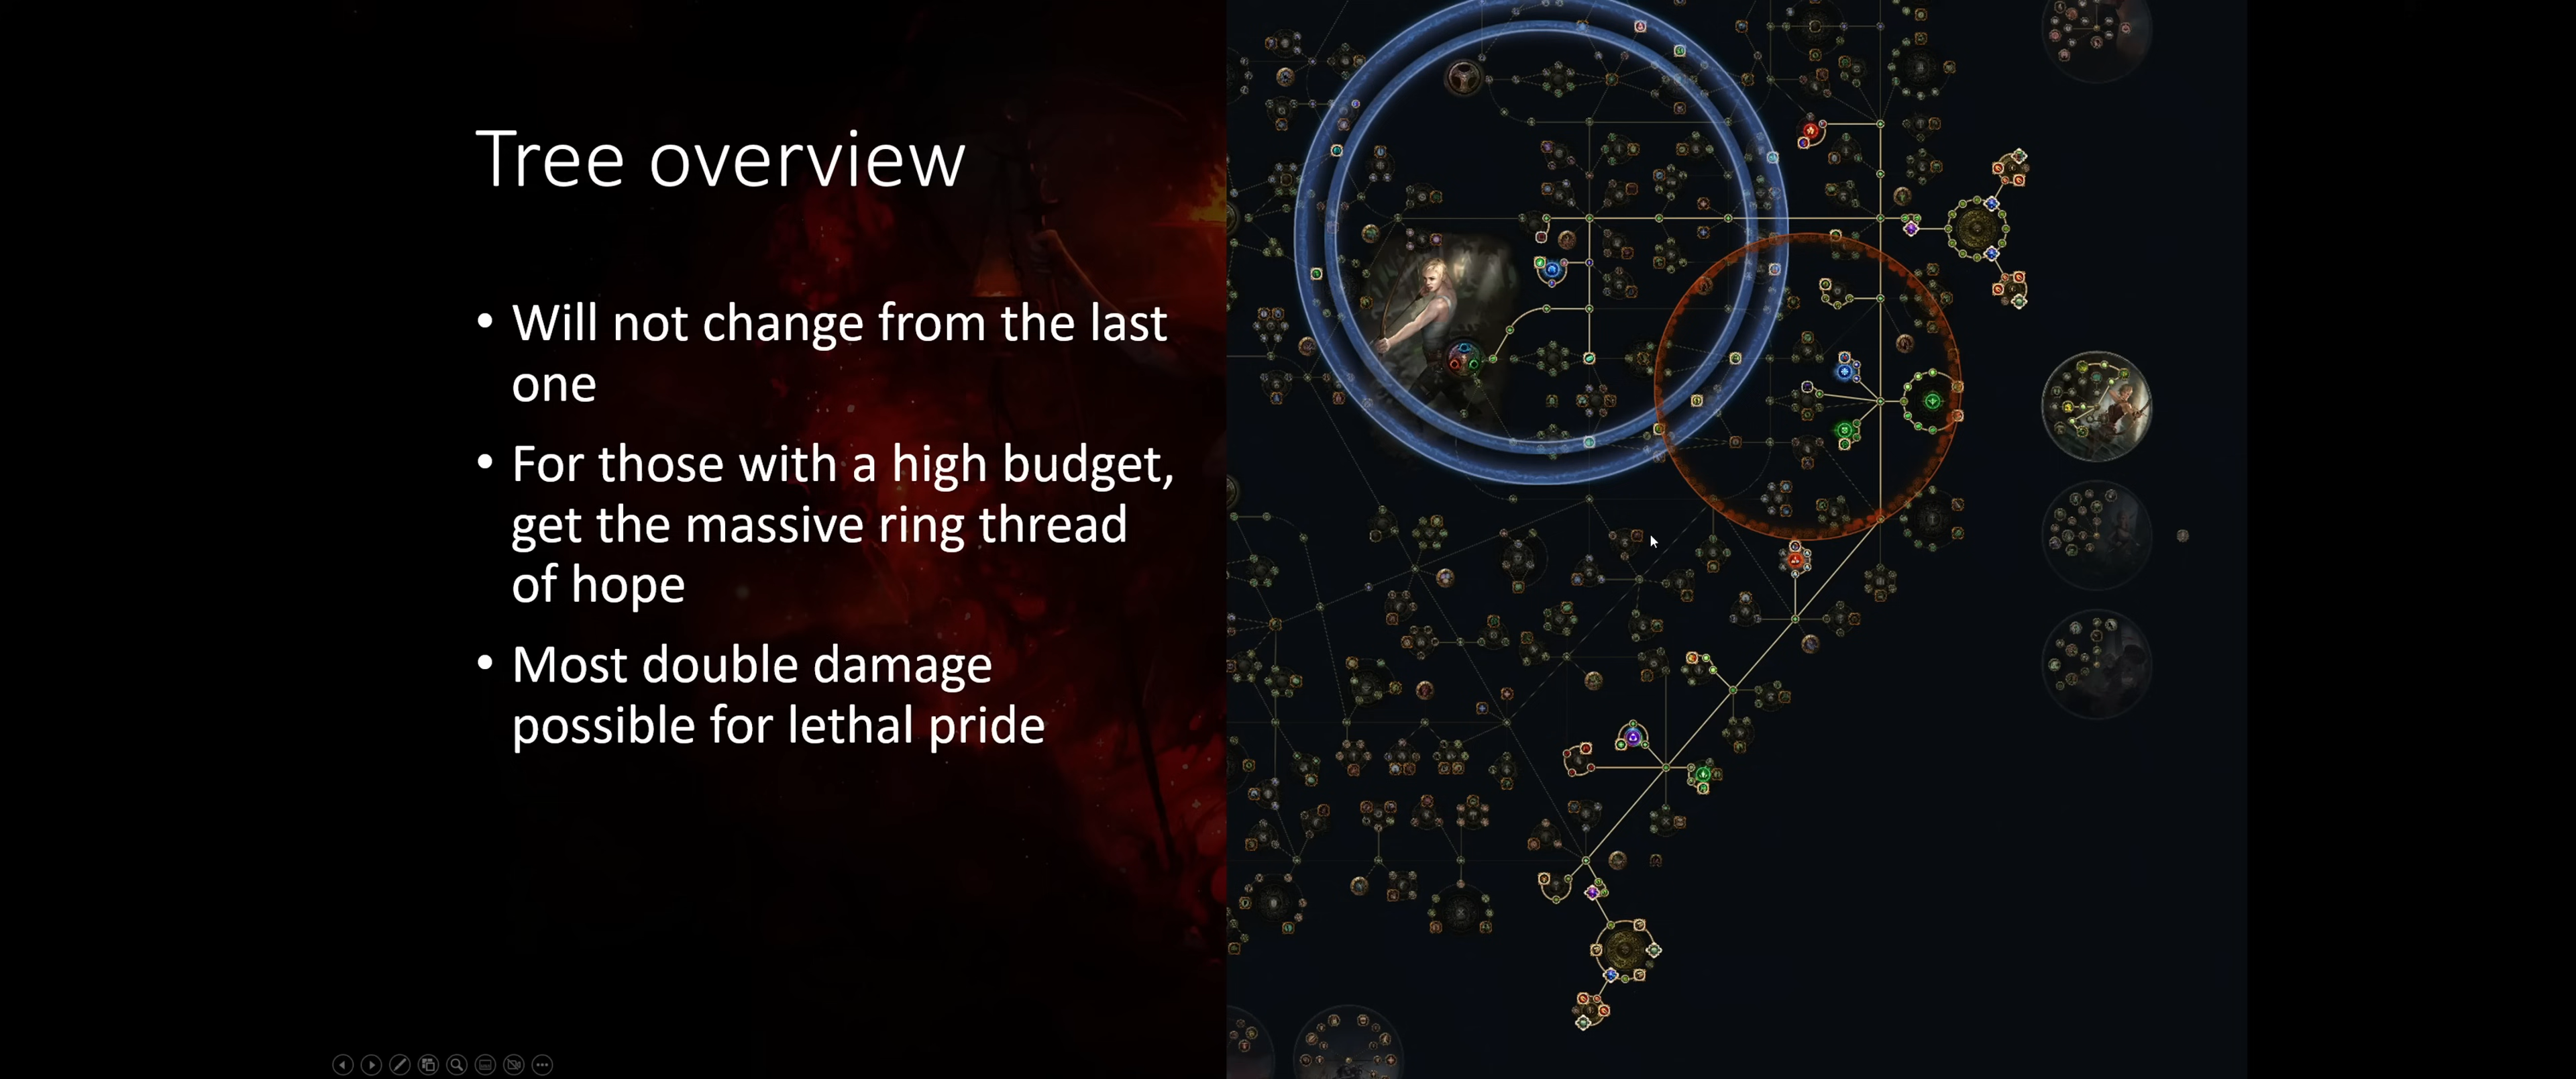 Tree overview
• Will not change from the last
one
• For those with a high budget,
get the massive ring thread
of hope
• Most double damage
possible for lethal pride